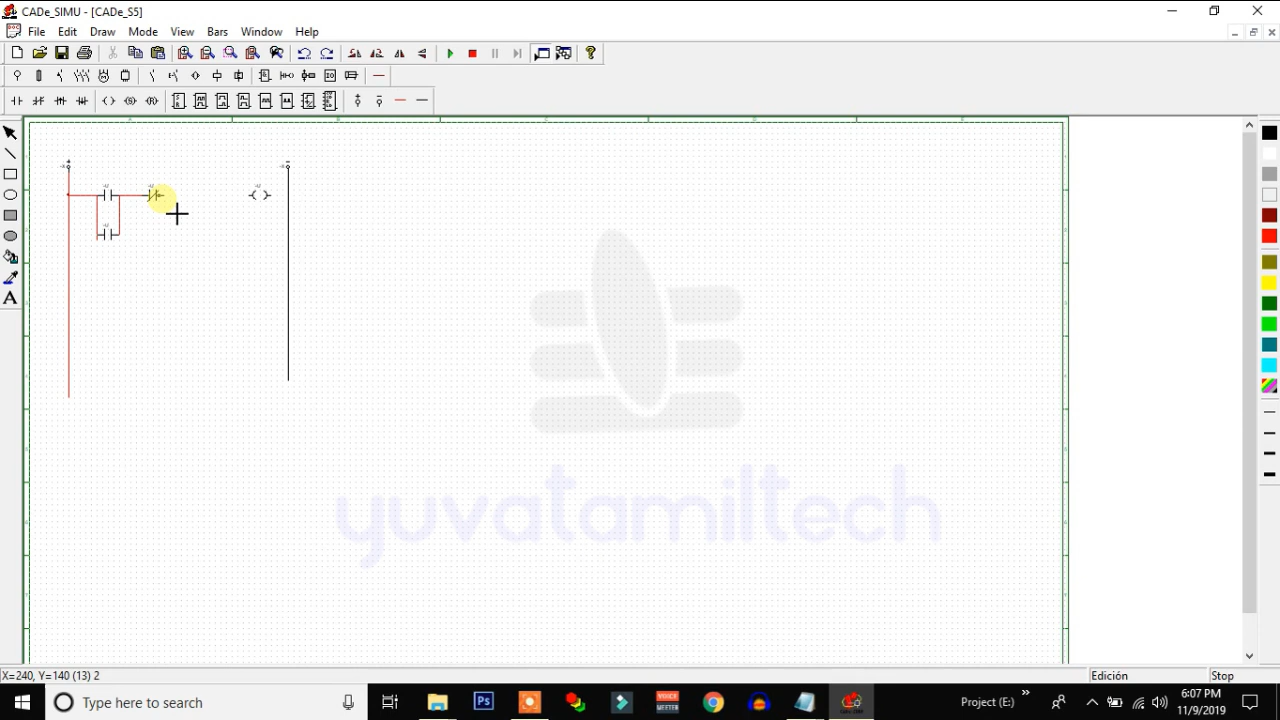 CADe_SIMU - [CADe_S5]
File Edit Draw Mode View Bars Window Help
yuvatamiltech
X=240, Y=140 (13) 2
Edición
Stop
Type here to search
Project (E:)
6:07 PM
11/9/2019